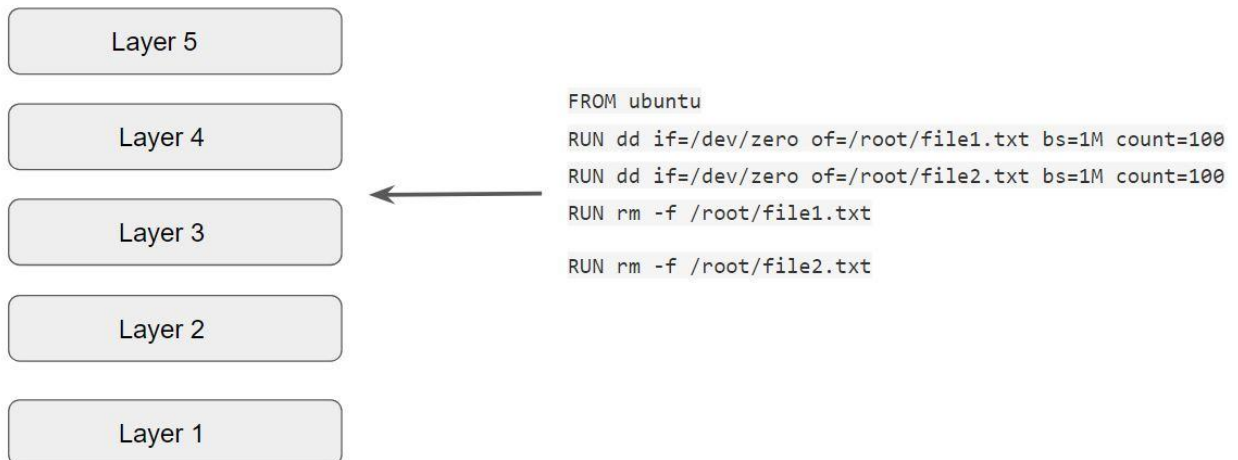 Layer 5
Layer 4
Layer 3
Layer 2
Layer 1
FROM ubuntu
RUN dd if=/dev/zero of=/root/file1.txt bs=1M count=100
RUN dd if=/dev/zero of=/root/file2.txt bs=1M count=100
RUN rm -f /root/file1.txt
RUN rm -f /root/file2.txt